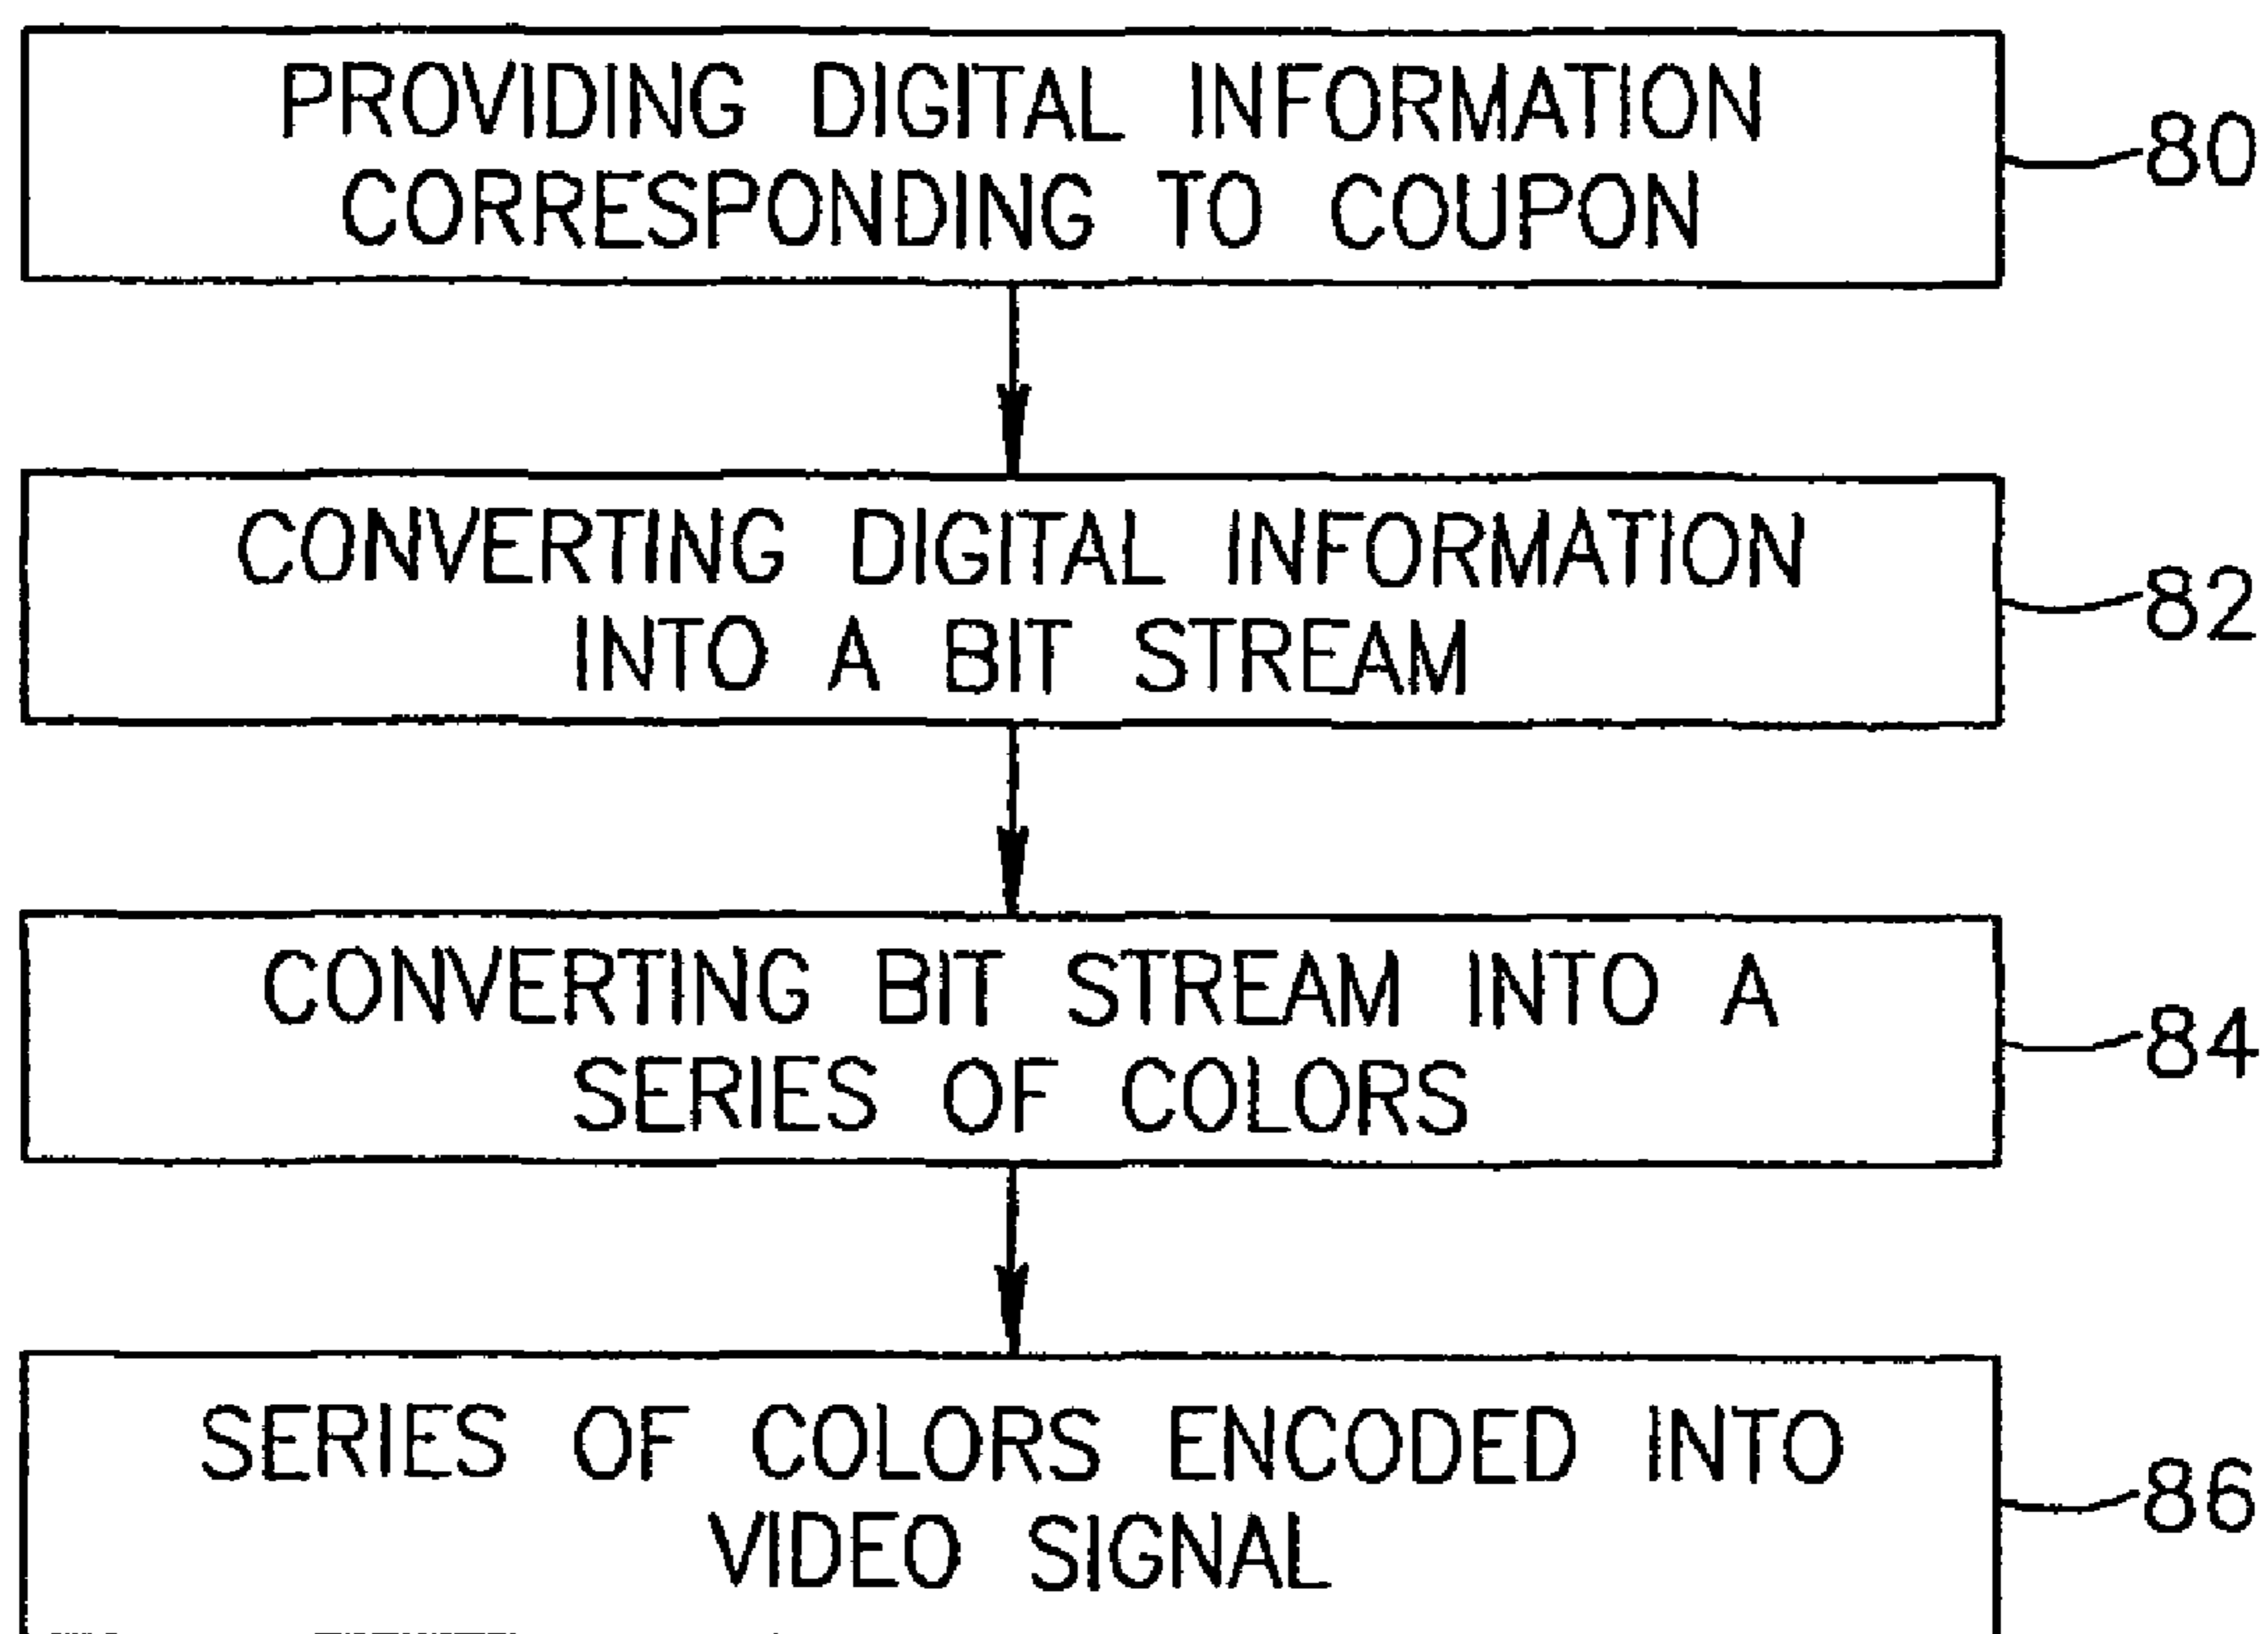 PROVIDING DIGITAL INFORMATION
CORRESPONDING TO COUPON
80
CONVERTING DIGITAL INFORMATION
INTO A BIT STREAM
82
CONVERTING BIT STREAM INTO A
SERIES OF COLORS
84
SERIES OF COLORS ENCODED INTO
VIDEO SIGNAL
86